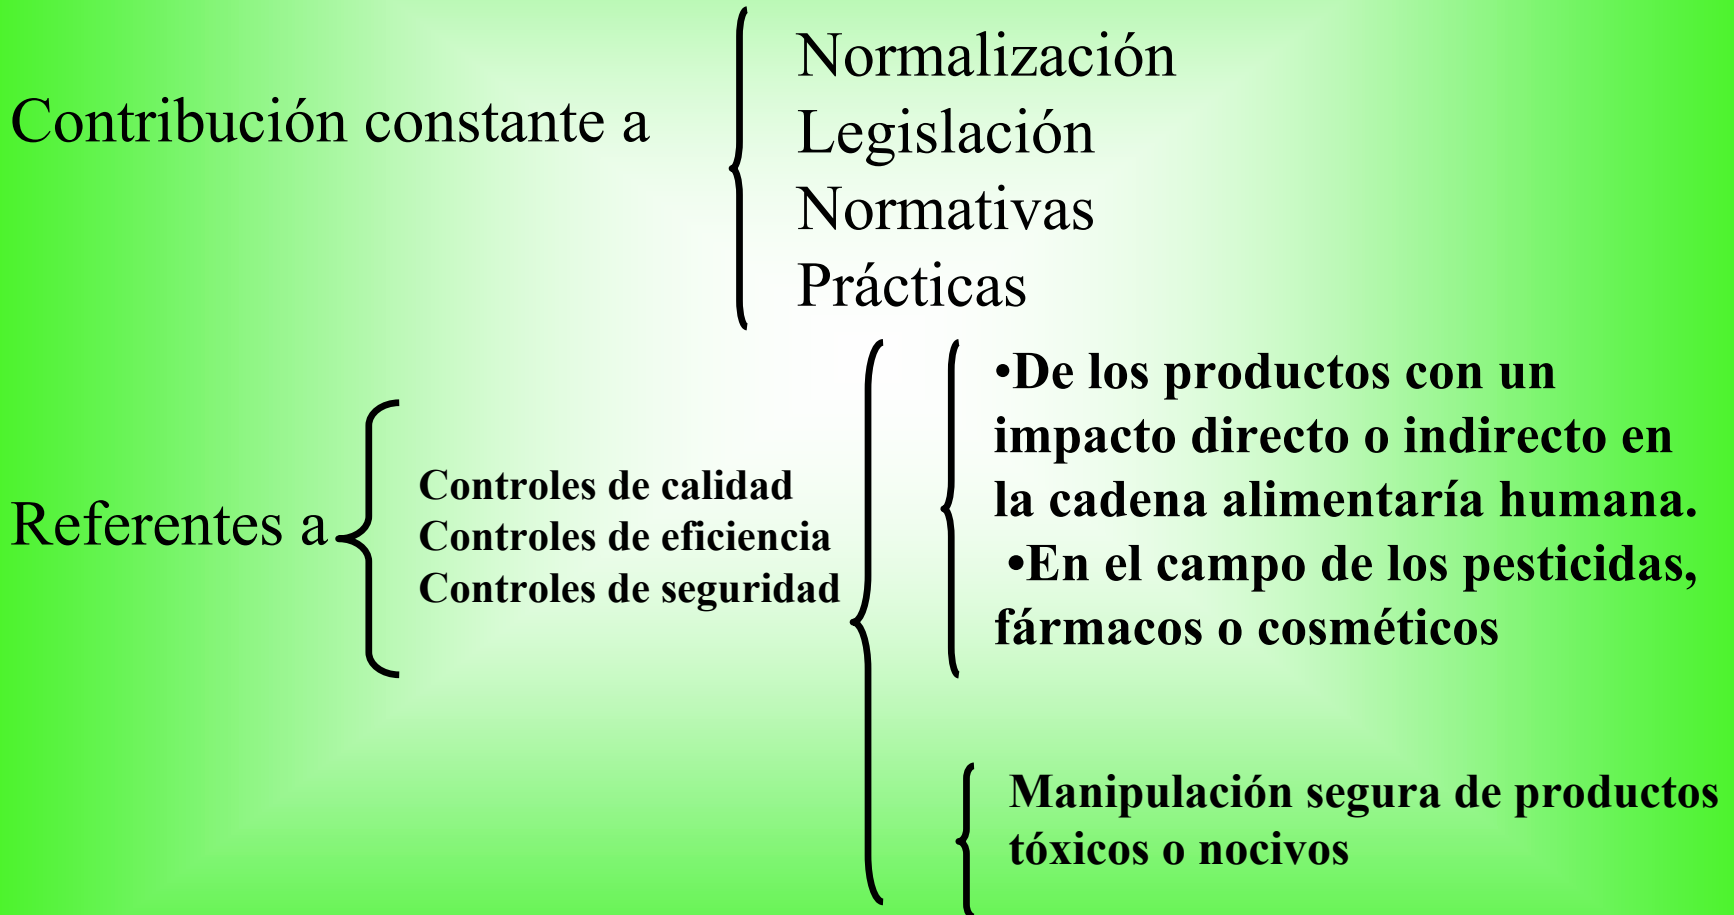 Contribución constante a
Normalización
Legislación
Normativas
Prácticas
Referentes a
Controles de calidad
Controles de eficiencia
Controles de seguridad
•De los productos con un
impacto directo o indirecto en
la cadena alimentaría humana.
•En el campo de los pesticidas,
fármacos o cosméticos
Manipulación segura de productos
tóxicos o nocivos